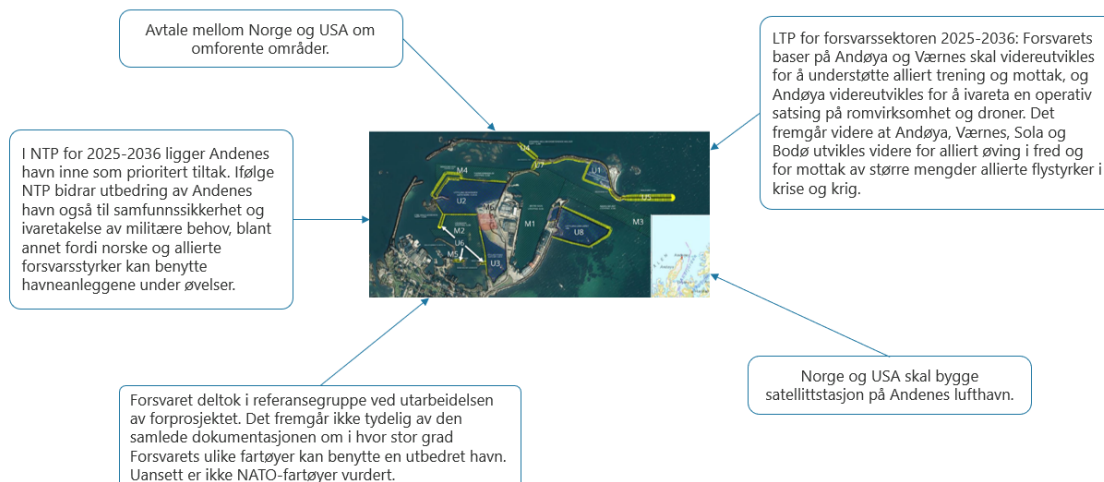 Avtale mellom Norge og USA om
omforente områder.
LTP for forsvarssektoren 2025-2036: Forsvarets
baser på Andøya og Værnes skal videreutvikles
for å understøtte alliert trening og mottak, og
Andøya videreutvikles for å ivareta en operativ
satsing på romvirksomhet og droner. Det
fremgår videre at Andøya, Værnes, Sola og
Bodø utvikles videre for alliert øving i fred og
for mottak av større mengder allierte flystyrker i
krise og krig.
I NTP for 2025-2036 ligger Andenes
havn inne som prioritert tiltak. Ifølge
NTP bidrar utbedring av Andenes
havn også til samfunnssikkerhet og
ivaretakelse av militære behov, blant
annet fordi norske og allierte
forsvarsstyrker kan benytte
havneanleggene under øvelser.
U4
U1
M4
U5
U2
M1
M3
M2
U8
U6
M5
U3
Norge og USA skal bygge
satellittstasjon på Andenes lufthavn.
Forsvaret deltok i referansegruppe ved utarbeidelsen
av forprosjektet. Det fremgår ikke tydelig av den
samlede dokumentasjonen om i hvor stor grad
Forsvarets ulike fartøyer kan benytte en utbedret havn.
Uansett er ikke NATO-fartøyer vurdert.